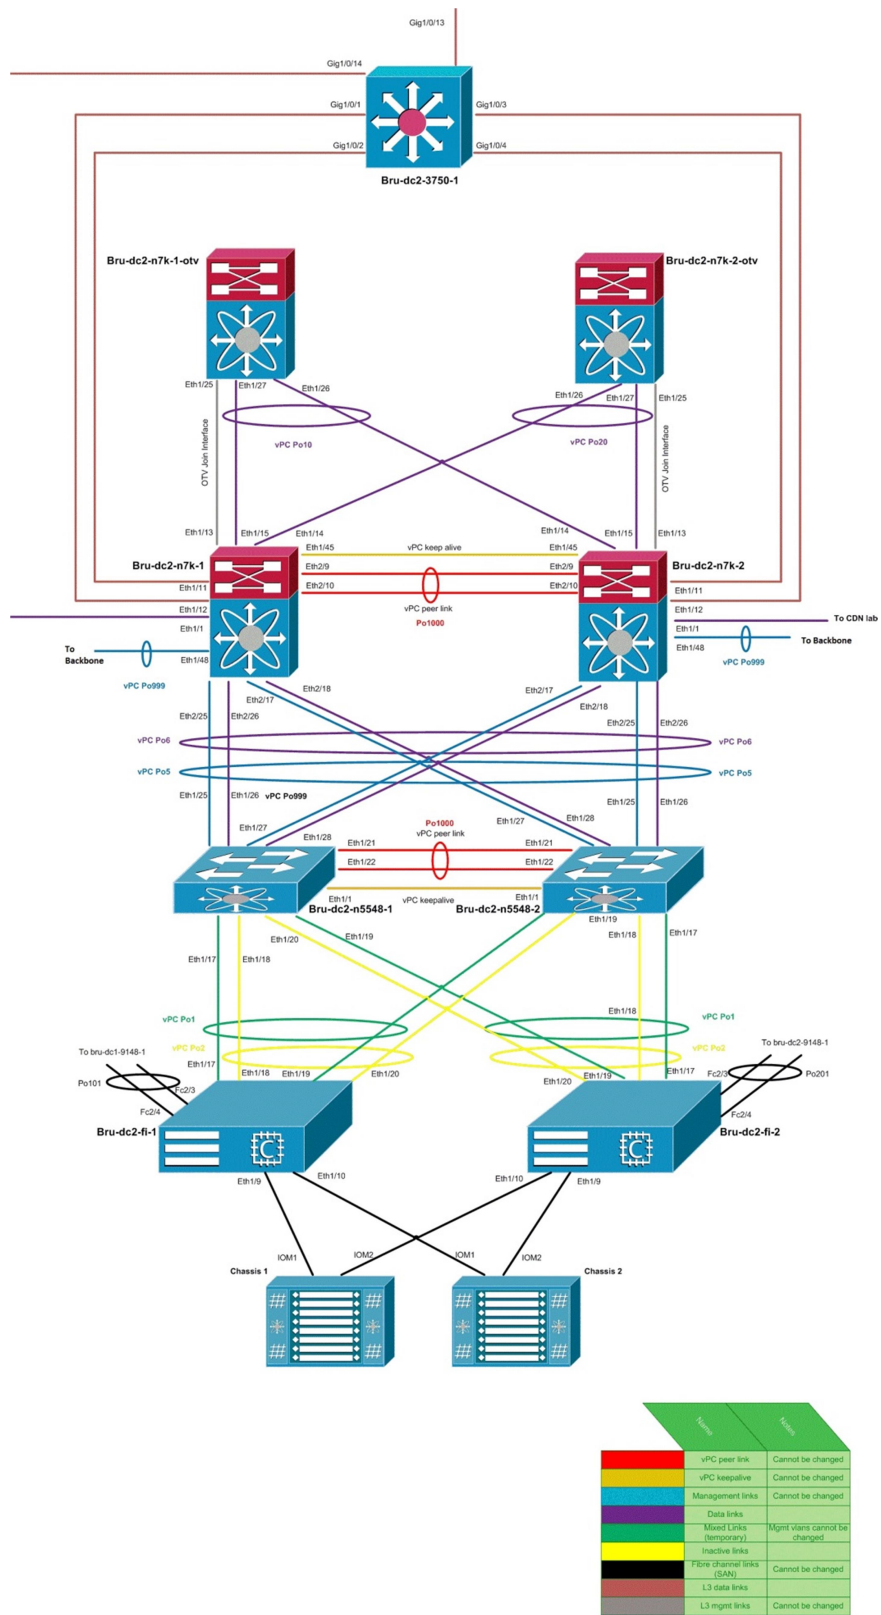 Gig1/0/13
Gig1/0/14
Gig1/0/1
Gig1/0/3
Gig1/0/2
Gig1/0/4
Bru-dc2-3750-1
Bru-dc2-n7k-1-otv
Bru-dc2-n7k-2-otv
Eth1/25
Eth1/27
Eth1/26
Eth1/26
Eth1/27
Eth1/25
vPC Po10
vPC Po20
OTV Join Interface
OTV Join Interface
Eth1/13
Eth1/15
Eth1/14
Eth1/14
Eth1/15
Eth1/13
Eth1/45
vPC keep alive
Eth1/45
Bru-dc2-n7k-1
Eth2/9
Eth2/9
Bru-dc2-n7k-2
Eth1/11
Eth2/10
Eth2/10
Eth1/11
vPC peer link
Po1000
Eth1/12
Eth1/12
To CDN lab
Eth1/1
Eth1/1
To
Backbone
Eth1/48
Eth1/48
To Backbone
vPC Po999
vPC Po999
Eth2/17
Eth2/18
Eth2/17
Eth2/18
Eth2/25
Eth2/26
Eth2/25
Eth2/26
vPC Po6
vPC Po6
vPC Po5
vPC Po5
Eth1/25
Eth1/26
vPC Po999
Eth1/25
Eth1/26
Eth1/27
Eth1/28
Eth1/27
Eth1/28
Po1000
vPC peer link
Eth1/21
Eth1/21
Eth1/22
Eth1/22
Eth1/1
vPC keepalive
Eth1/1
Bru-dc2-n5548-1
Bru-dc2-n5548-2
Eth1/20
Eth1/19
Eth1/19
Eth1/18
Eth1/17
Eth1/17
Eth1/18
Eth1/18
vPC Po1
vPC Po1
vPC Po2
vPC Po2
To bru-dc1-9148-1
To bru-dc2-9148-1
Eth1/17
Eth1/18
Eth1/19
Eth1/20
Eth1/20
Eth1/19
Eth1/17
Po101
Fc2/3
Fc2/4
Fc2/3
Po201
Fc2/4
Bru-dc2-fi-1
Bru-dc2-fi-2
Eth1/9
Eth1/10
Eth1/10
Eth1/9
IOM1
IOM2
IOM1
IOM2
Chassis 1
Chassis 2
Name
Notes
vPC peer link
Cannot be changed
vPC keepalive
Cannot be changed
Management links
Cannot be changed
Data links
Mixed Links
(temporary)
Mgmt vlans cannot be
changed
Inactive links
Fibre channel links
(SAN)
Cannot be changed
L3 data links
L3 mgmt links
Cannot be changed